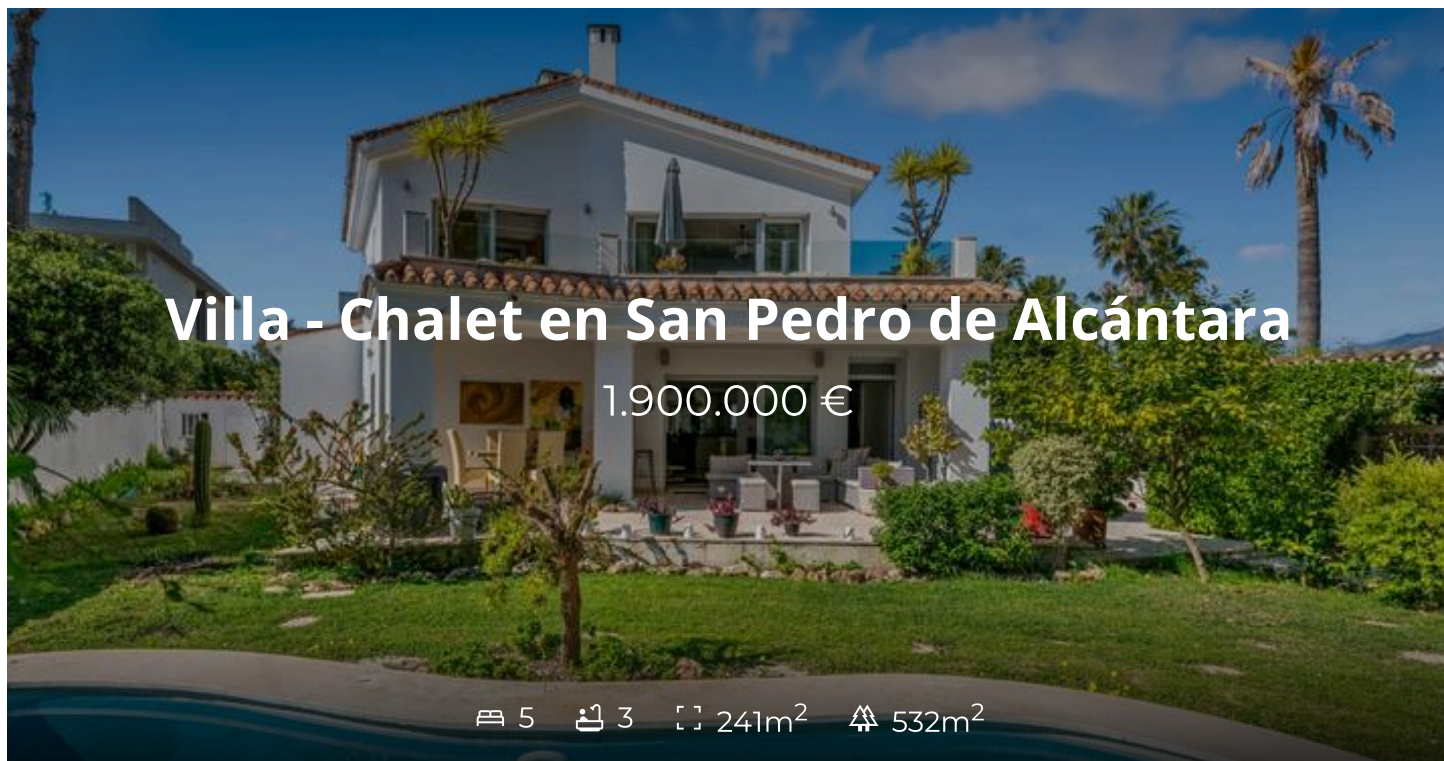 Villa - Chalet en San Pedro de Alcántara
1.900.000 €
5 3 241m² 532m²